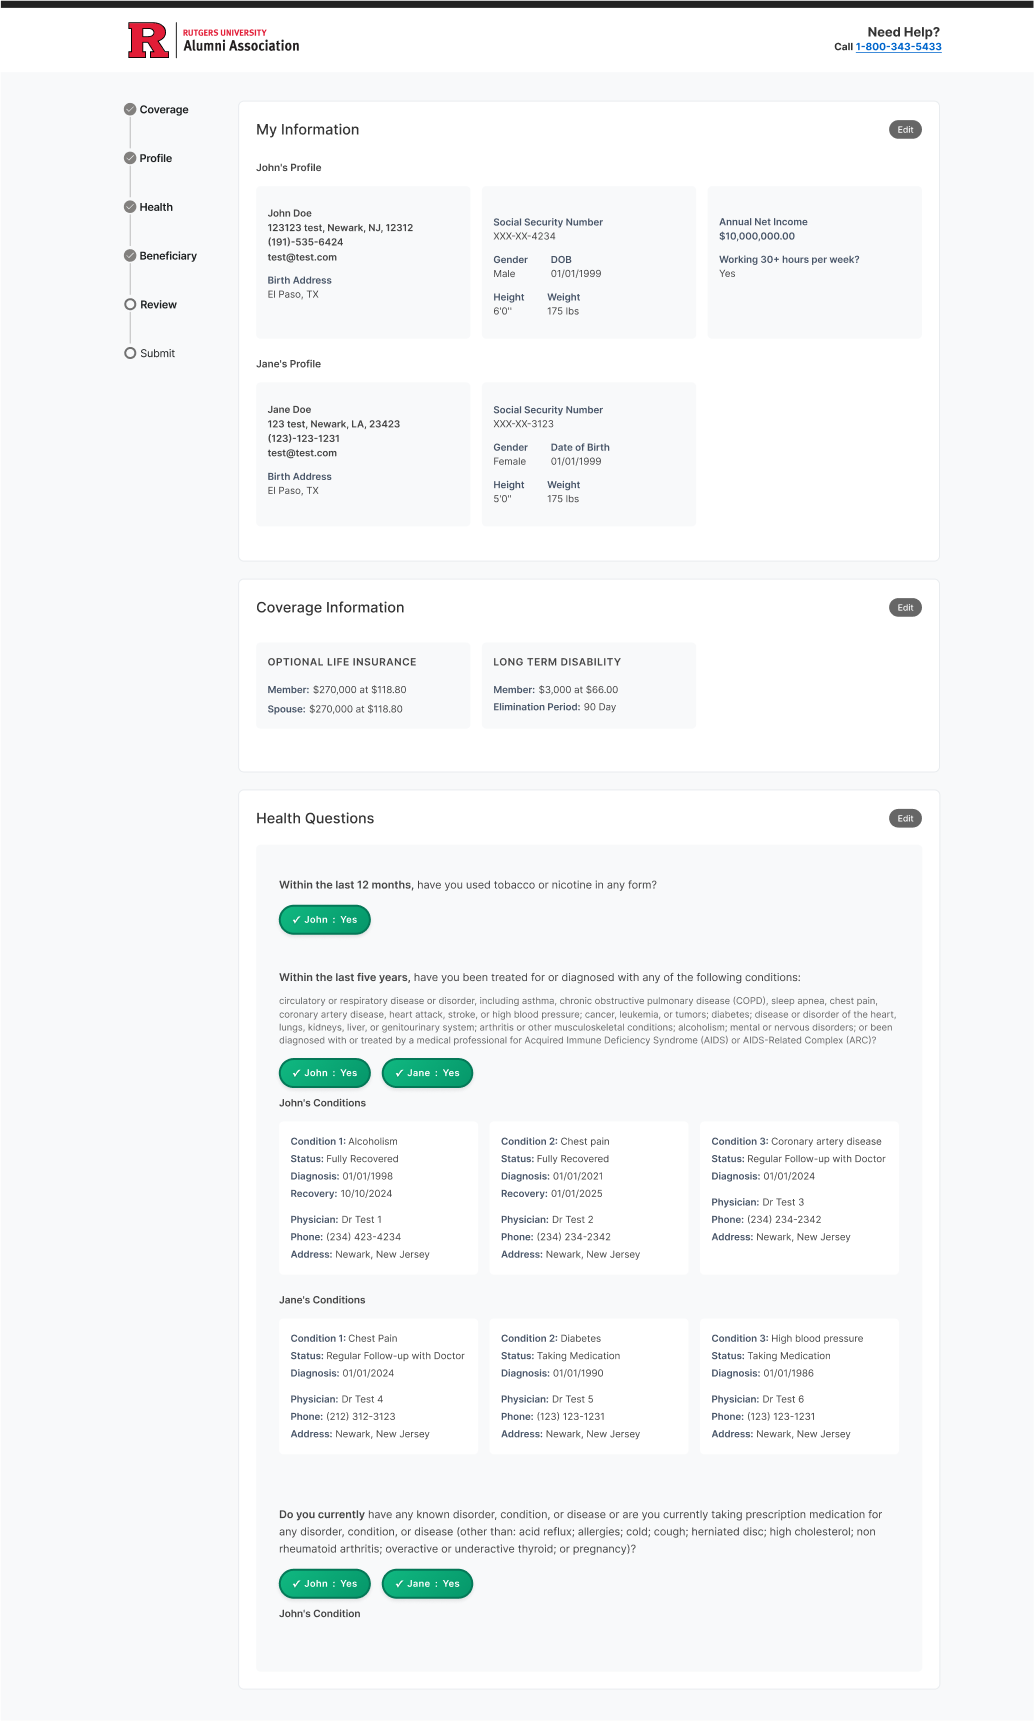 RUTGERS UNIVERSITY
Alumni Association
Need Help?
Call 1-800-343-5433
Coverage
Profile
Health
Beneficiary
Review
Submit
My Information
Edit
John's Profile
John Doe
123123 test, Newark, NJ, 12312
(191)-535-6424
test@test.com
Birth Address
El Paso, TX
Social Security Number
XXX-XX-4234
Gender DOB
Male 01/01/1999
Height Weight
6'0" 175 lbs
Annual Net Income
$10,000,000.00
Working 30+ hours per week?
Yes
Jane's Profile
Jane Doe
123 test, Newark, LA, 23423
(123)-123-1231
test@test.com
Birth Address
El Paso, TX
Social Security Number
XXX-XX-3123
Gender Date of Birth
Female 01/01/1999
Height Weight
5'0" 175 lbs
Coverage Information
Edit
OPTIONAL LIFE INSURANCE
Member: $270,000 at $118.80
Spouse: $270,000 at $118.80
LONG TERM DISABILITY
Member: $3,000 at $66.00
Elimination Period: 90 Day
Health Questions
Edit
Within the last 12 months, have you used tobacco or nicotine in any form?
✓ John : Yes
Within the last five years, have you been treated for or diagnosed with any of the following conditions:
circulatory or respiratory disease or disorder, including asthma, chronic obstructive pulmonary disease (COPD), sleep apnea, chest pain,
coronary artery disease, heart attack, stroke, or high blood pressure; cancer, leukemia, or tumors; diabetes; disease or disorder of the heart,
lungs, kidneys, liver, or genitourinary system; arthritis or other musculoskeletal conditions; alcoholism; mental or nervous disorders; or been
diagnosed with or treated by a medical professional for Acquired Immune Deficiency Syndrome (AIDS) or AIDS-Related Complex (ARC)?
✓ John : Yes ✓ Jane : Yes
John's Conditions
Condition 1: Alcoholism
Status: Fully Recovered
Diagnosis: 01/01/1998
Recovery: 10/10/2024
Physician: Dr Test 1
Phone: (234) 423-4234
Address: Newark, New Jersey
Condition 2: Chest pain
Status: Fully Recovered
Diagnosis: 01/01/2021
Recovery: 01/01/2025
Physician: Dr Test 2
Phone: (234) 234-2342
Address: Newark, New Jersey
Condition 3: Coronary artery disease
Status: Regular Follow-up with Doctor
Diagnosis: 01/01/2024
Physician: Dr Test 3
Phone: (234) 234-2342
Address: Newark, New Jersey
Jane's Conditions
Condition 1: Chest Pain
Status: Regular Follow-up with Doctor
Diagnosis: 01/01/2024
Physician: Dr Test 4
Phone: (212) 312-3123
Address: Newark, New Jersey
Condition 2: Diabetes
Status: Taking Medication
Diagnosis: 01/01/1990
Physician: Dr Test 5
Phone: (123) 123-1231
Address: Newark, New Jersey
Condition 3: High blood pressure
Status: Taking Medication
Diagnosis: 01/01/1986
Physician: Dr Test 6
Phone: (123) 123-1231
Address: Newark, New Jersey
Do you currently have any known disorder, condition, or disease or are you currently taking prescription medication for
any disorder, condition, or disease (other than: acid reflux; allergies; cold; cough; herniated disc; high cholesterol; non
rheumatoid arthritis; overactive or underactive thyroid; or pregnancy)?
✓ John : Yes ✓ Jane : Yes
John's Condition